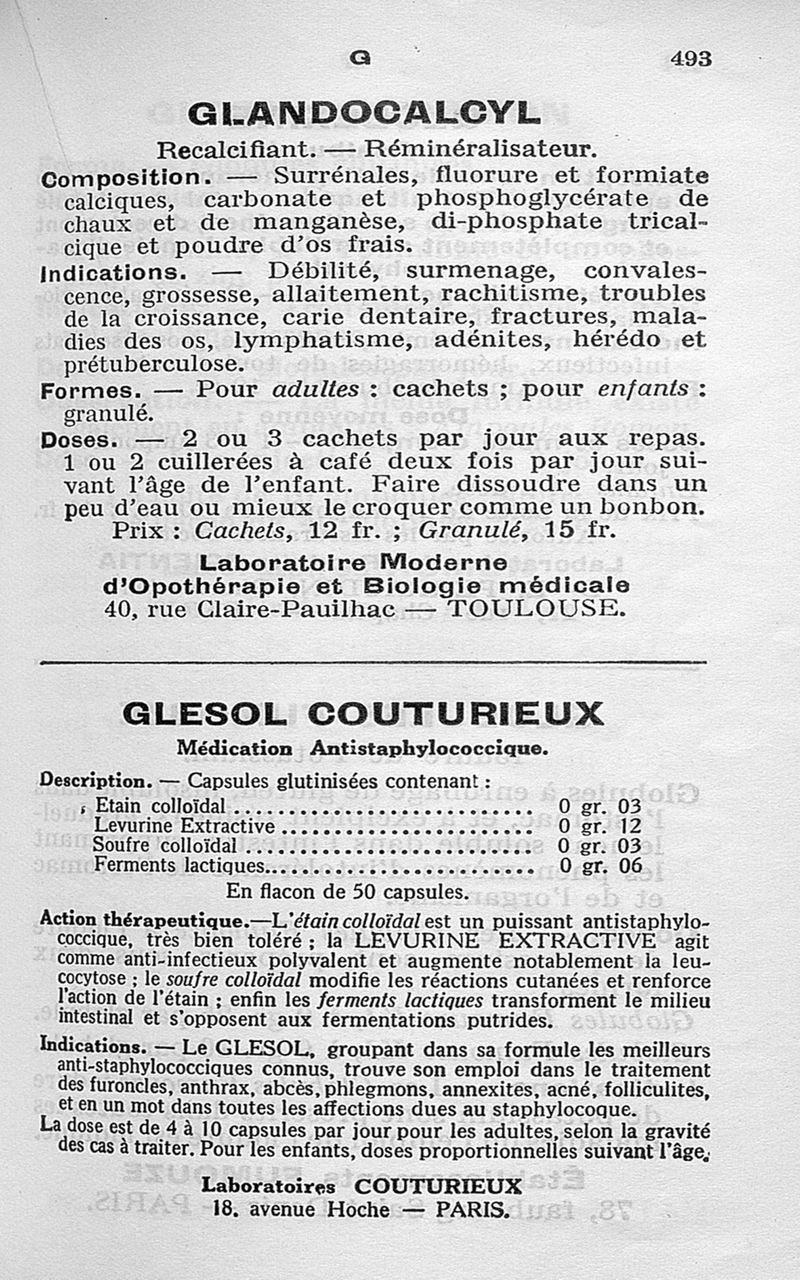 G
493
GLANDOCALCYL
Recalcifiant. — Réminéralisateur.
Composition. — Surrénales, fluorure et formiate
calciques, carbonate et phosphoglycérate de
chaux et de manganèse, di-phosphate trical-
cique et poudre d'os frais.
Indications. — Débilité, surmenage, convales-
cence, grossesse, allaitement, rachitisme, troubles
de la croissance, carie dentaire, fractures, mala-
dies des os, lymphatisme, adénites, hérédo et
prétuberculose.
Formes. — Pour adultes : cachets ; pour enfants :
granulé.
Doses. — 2 ou 3 cachets par jour aux repas.
1 ou 2 cuillerées à café deux fois par jour sui-
vant l'âge de l'enfant. Faire dissoudre dans un
peu d'eau ou mieux le croquer comme un bonbon.
Prix : Cachets, 12 fr. ; Granulé, 15 fr.
Laboratoire Moderne
d'Opothérapie et Biologie médicale
40, rue Claire-Pauilhac — TOULOUSE.
GLESOL COUTURIEUX
Médication Antistaphylococcique.
Description. — Capsules glutinisées contenant :
Etain colloïdal .......................... 0 gr. 03
Levurine Extractive ........................ 0 gr. 12
Soufre colloïdal ........................... 0 gr. 03
Ferments lactiques.......................... 0 gr. 06
En flacon de 50 capsules.
Action thérapeutique.—L'étain colloïdal est un puissant antistaphylo-
coccique, très bien toléré ; la LEVURINE EXTRACTIVE agit
comme anti-infectieux polyvalent et augmente notablement la leu-
cocytose ; le soufre colloïdal modifie les réactions cutanées et renforce
l'action de l'étain ; enfin les ferments lactiques transforment le milieu
intestinal et s'opposent aux fermentations putrides.
Indications. — Le GLESOL, groupant dans sa formule les meilleurs
anti-staphylococciques connus, trouve son emploi dans le traitement
des furoncles, anthrax, abcès, phlegmons, annexites, acné, folliculites,
et en un mot dans toutes les affections dues au staphylocoque.
La dose est de 4 à 10 capsules par jour pour les adultes, selon la gravité
des cas à traiter. Pour les enfants, doses proportionnelles suivant l'âge.
Laboratoires COUTURIEUX
18. avenue Hoche — PARIS.